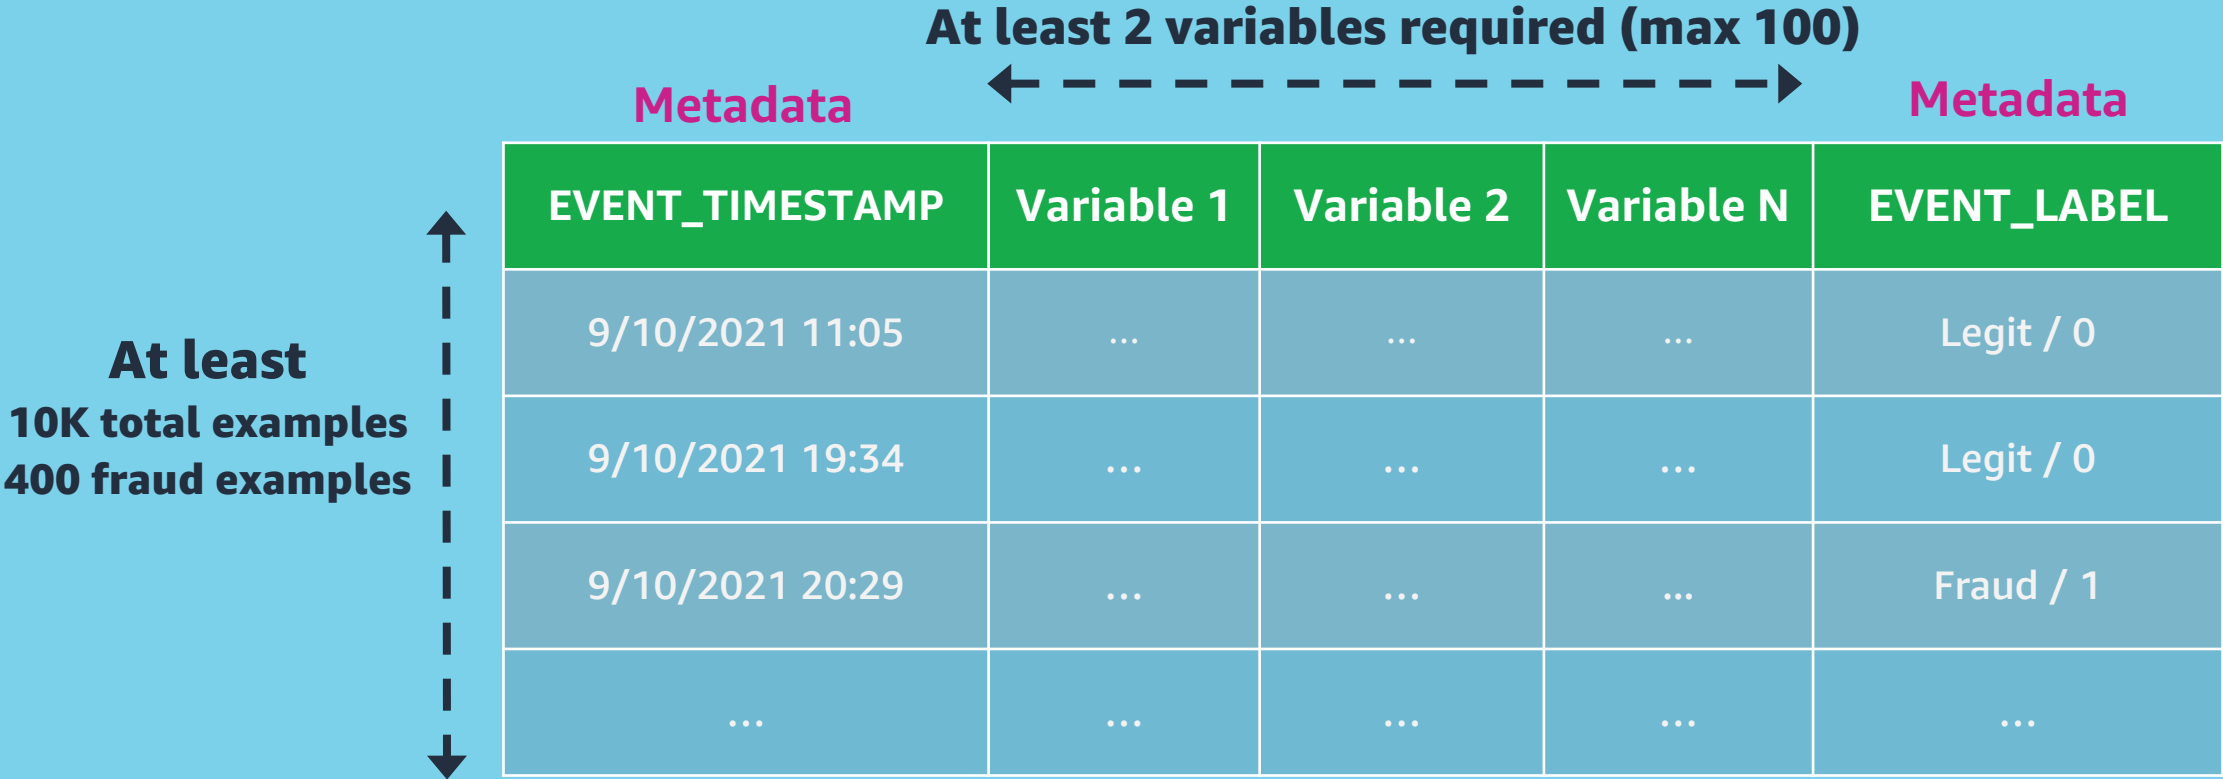 At least 2 variables required (max 100)
Metadata Metadata
EVENT_TIMESTAMP Variable 1 Variable 2 Variable N EVENT_LABEL
9/10/2021 11:05 ... ... ... Legit / 0
At least
10K total examples
400 fraud examples
9/10/2021 19:34 ... ... ... Legit / 0
9/10/2021 20:29 ... ... ... Fraud / 1
... ... ... ... ...